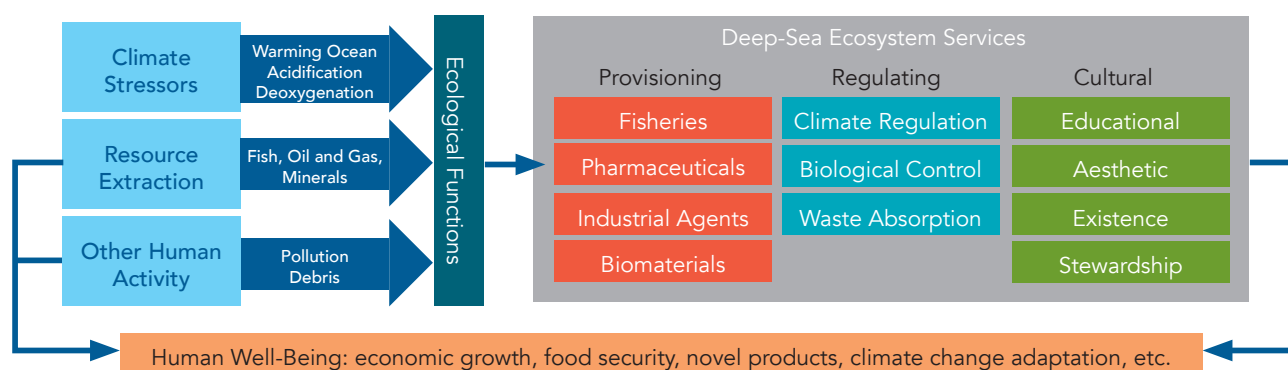 Climate
Stressors
Warming Ocean
Acidification
Deoxygenation
Resource
Extraction
Fish, Oil and Gas,
Minerals
Other Human
Activity
Pollution
Debris
Ecological Functions
Deep-Sea Ecosystem Services
Provisioning
Fisheries
Pharmaceuticals
Industrial Agents
Biomaterials
Regulating
Climate Regulation
Biological Control
Waste Absorption
Cultural
Educational
Aesthetic
Existence
Stewardship
Human Well-Being: economic growth, food security, novel products, climate change adaptation, etc.